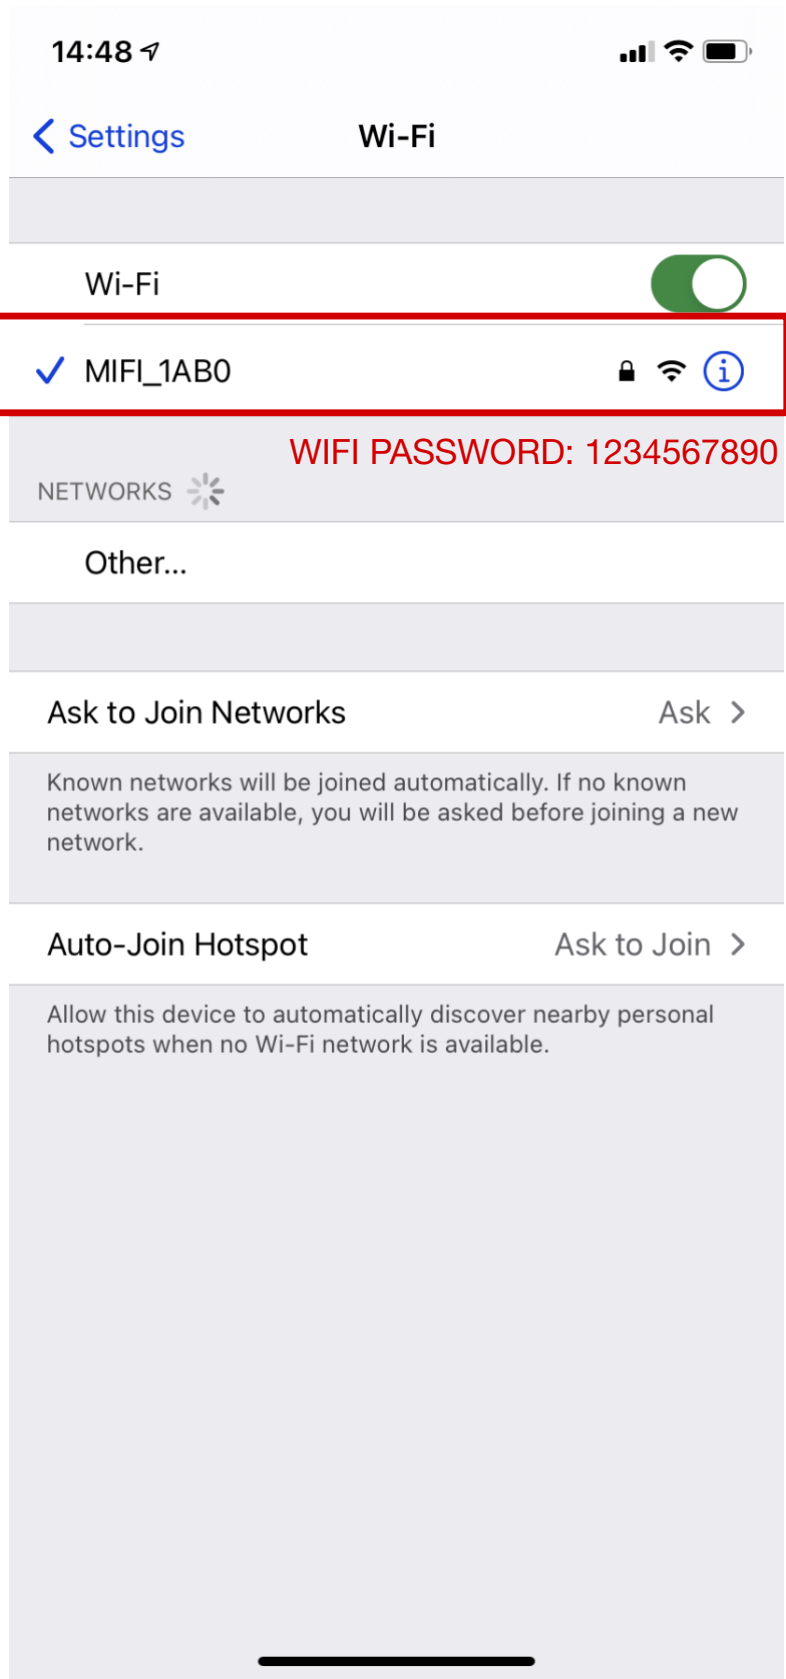 14:48
Settings
Wi-Fi
Wi-Fi
MIFI_1AB0
WIFI PASSWORD: 1234567890
NETWORKS
Other...
Ask to Join Networks Ask
Known networks will be joined automatically. If no known
networks are available, you will be asked before joining a new
network.
Auto-Join Hotspot Ask to Join
Allow this device to automatically discover nearby personal
hotspots when no Wi-Fi network is available.